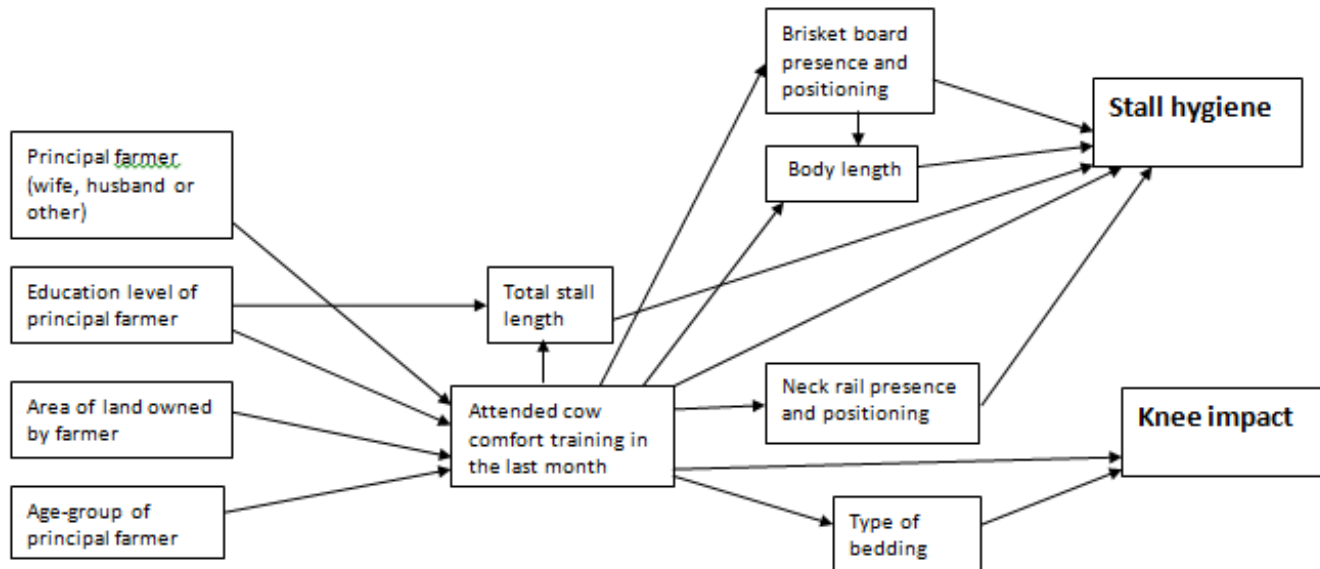 Principal farmer
(wife, husband or
other)
Education level of
principal farmer
Area of land owned
by farmer
Age-group of
principal farmer
Total stall
length
Attended cow
comfort training in
the last month
Brisket board
presence and
positioning
Body length
Neck rail presence
and positioning
Type of
bedding
Stall hygiene
Knee impact